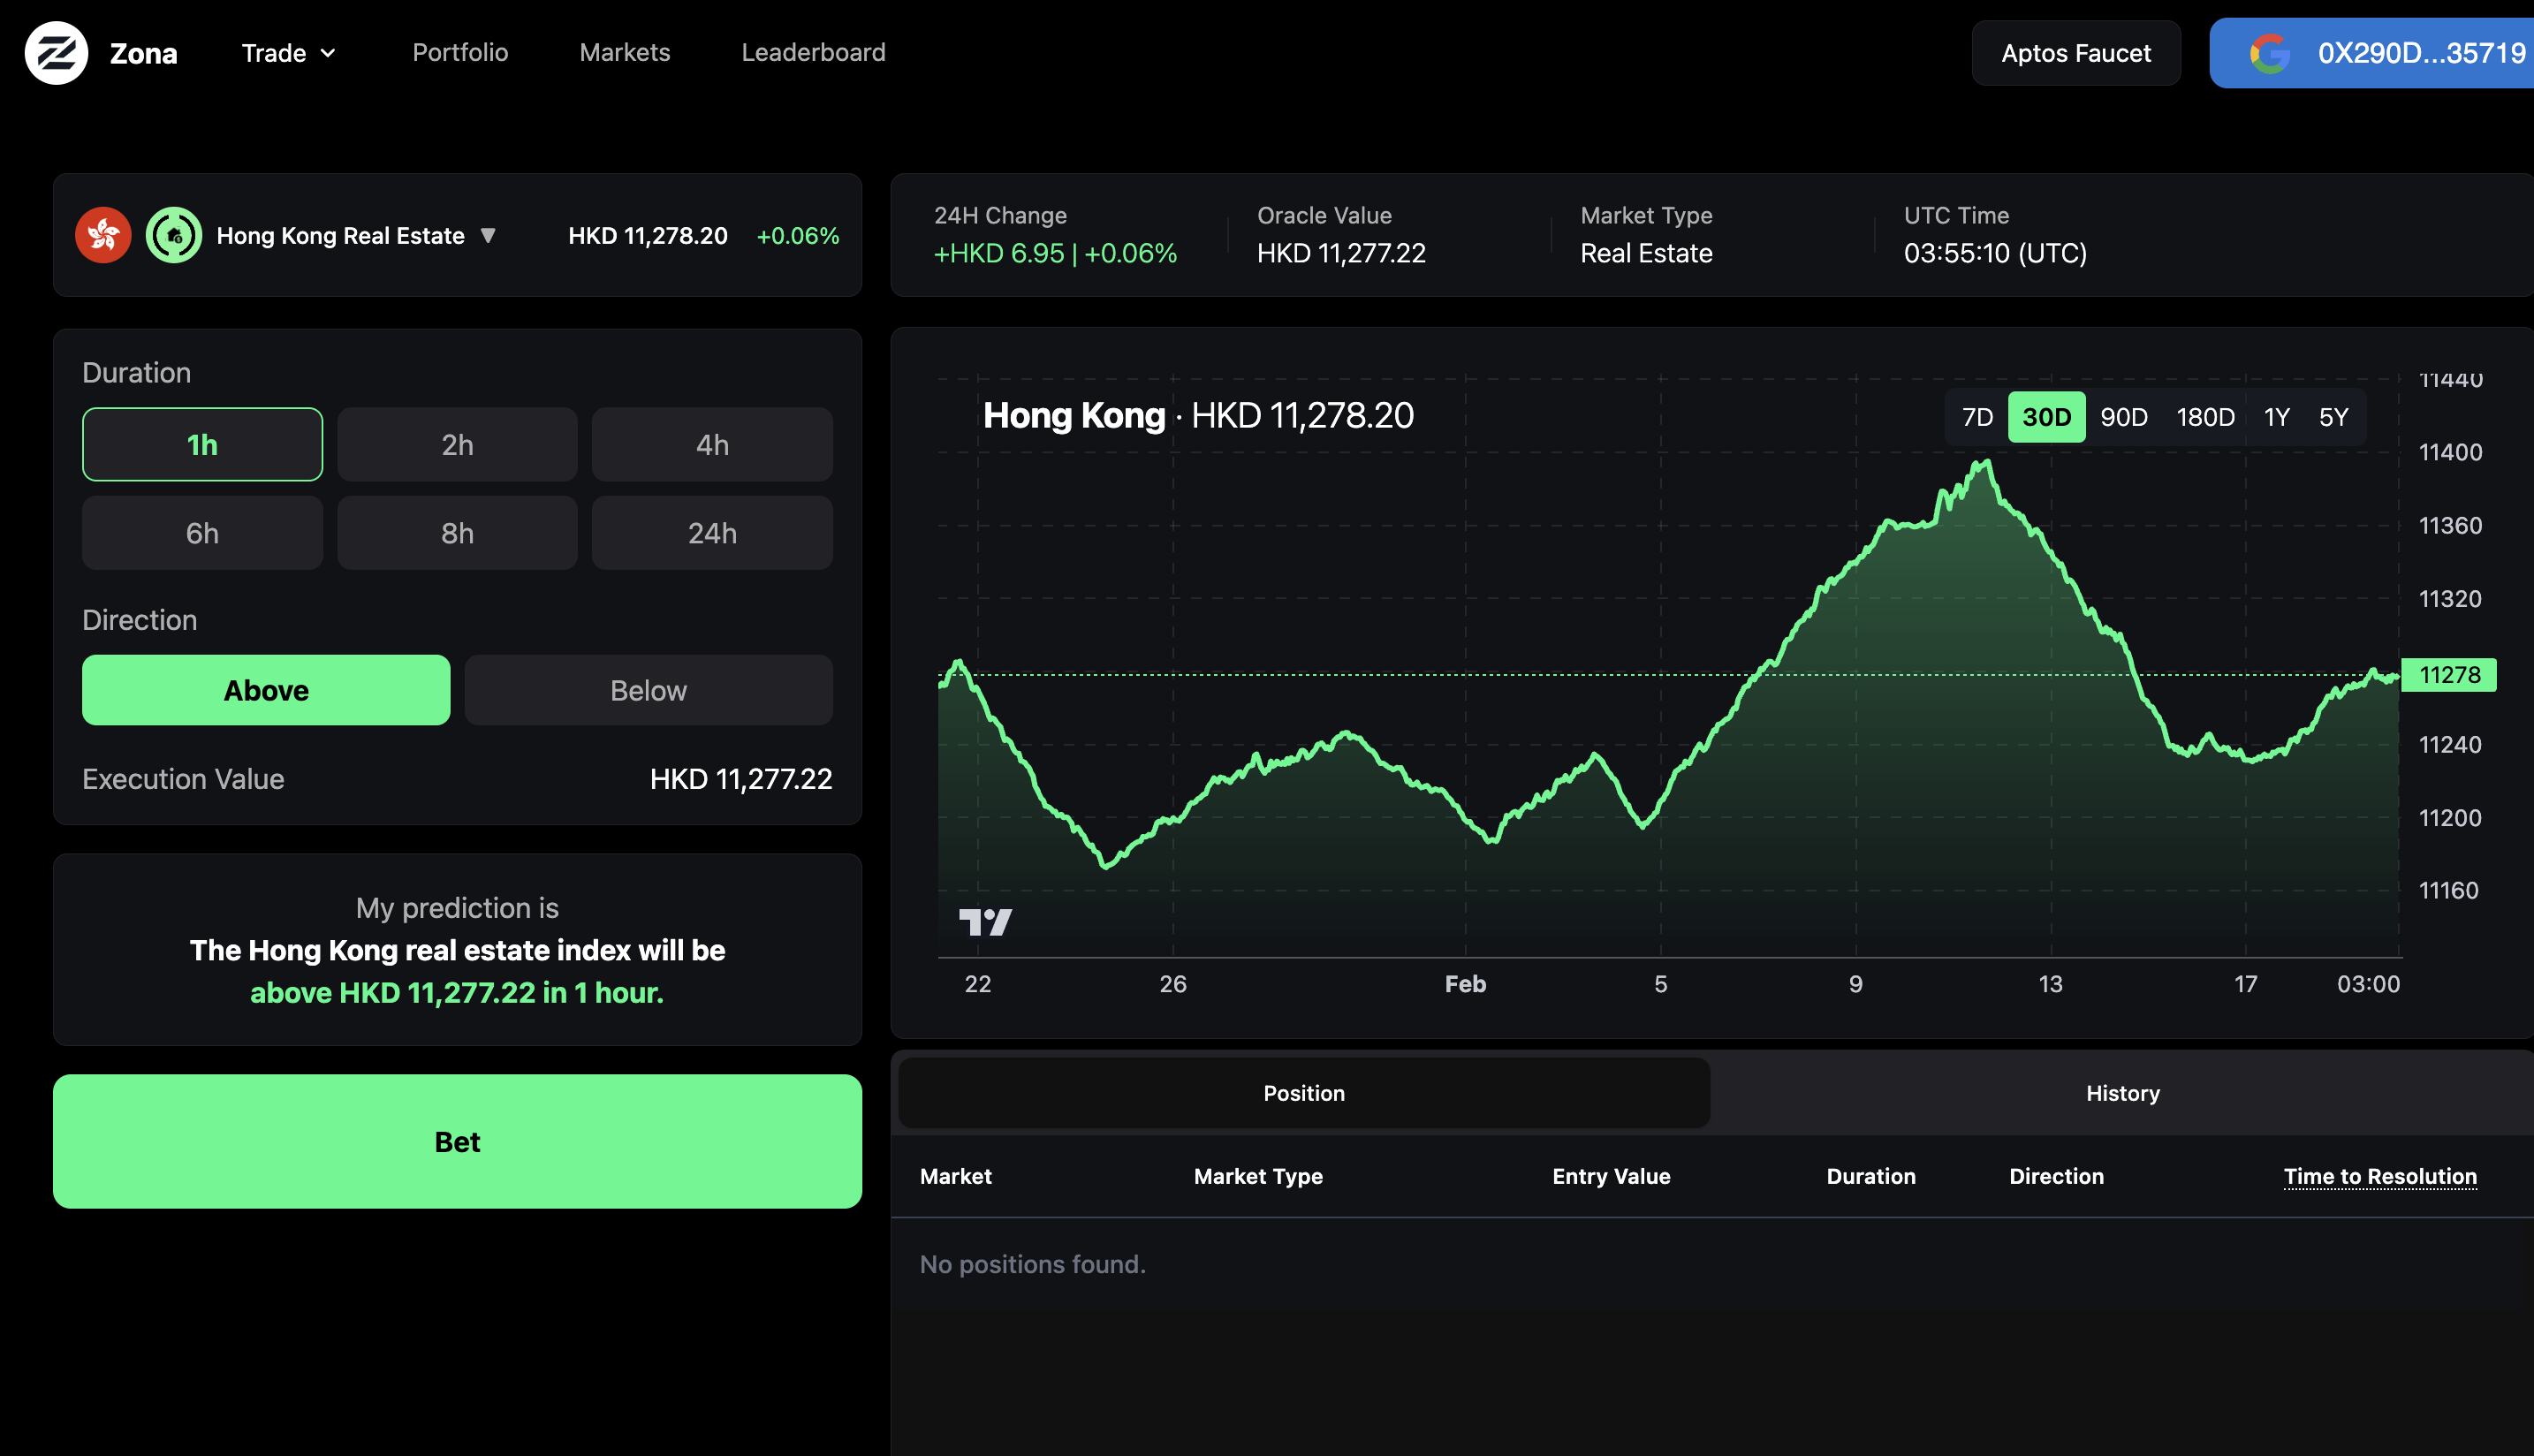 Zona
Trade
Portfolio
Markets
Leaderboard
Aptos Faucet
0X290D...35719
Hong Kong Real Estate
HKD 11,278.20
+0.06%
24H Change
+HKD 6.95 | +0.06%
Oracle Value
HKD 11,277.22
Market Type
Real Estate
UTC Time
03:55:10 (UTC)
Duration
1h
2h
4h
6h
8h
24h
Direction
Above
Below
Execution Value
HKD 11,277.22
My prediction is
The Hong Kong real estate index will be
above HKD 11,277.22 in 1 hour.
Bet
Hong Kong · HKD 11,278.20
7D
30D
90D
180D
1Y
5Y
11440
11400
11360
11320
11278
11240
11200
11160
22
26
Feb
5
9
13
17
03:00
Position
History
Market
Market Type
Entry Value
Duration
Direction
Time to Resolution
No positions found.